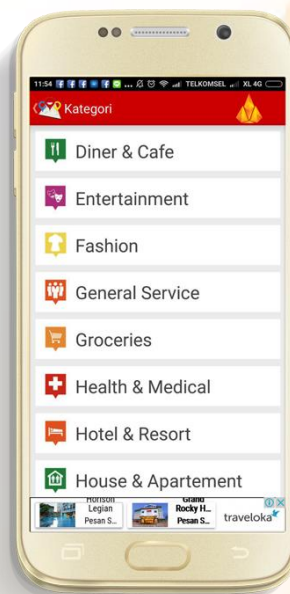 11:54 ... TELKOMSEL XL 4G
Kategori
Diner & Cafe
Entertainment
Fashion
General Service
Groceries
Health & Medical
Hotel & Resort
House & Apartement
Horison
Legian
Pesan S...
Grand
Rocky H...
Pesan S...
traveloka